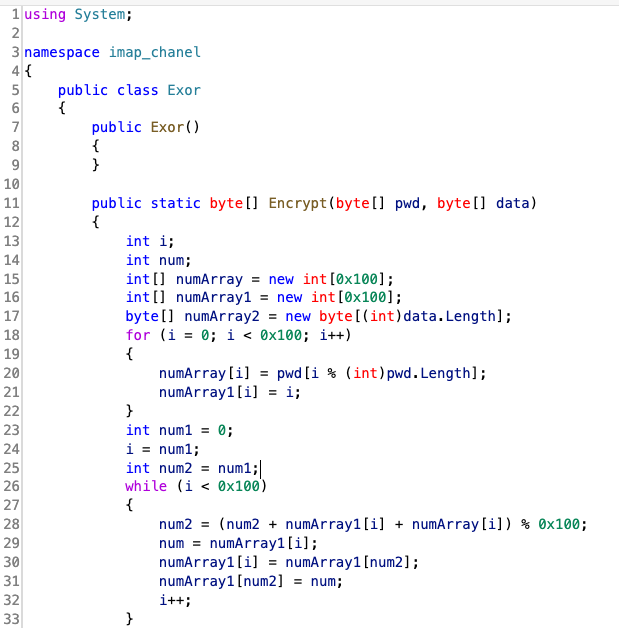 1 using System;
2
3 namespace imap_chanel
4 {
5     public class Exor
6     {
7         public Exor()
8         {
9         }
10
11         public static byte[] Encrypt(byte[] pwd, byte[] data)
12         {
13             int i;
14             int num;
15             int[] numArray = new int[0x100];
16             int[] numArray1 = new int[0x100];
17             byte[] numArray2 = new byte[(int)data.Length];
18             for (i = 0; i < 0x100; i++)
19             {
20                 numArray[i] = pwd[i % (int)pwd.Length];
21                 numArray1[i] = i;
22             }
23             int num1 = 0;
24             i = num1;
25             int num2 = num1;
26             while (i < 0x100)
27             {
28                 num2 = (num2 + numArray1[i] + numArray[i]) % 0x100;
29                 num = numArray1[i];
30                 numArray1[i] = numArray1[num2];
31                 numArray1[num2] = num;
32                 i++;
33             }